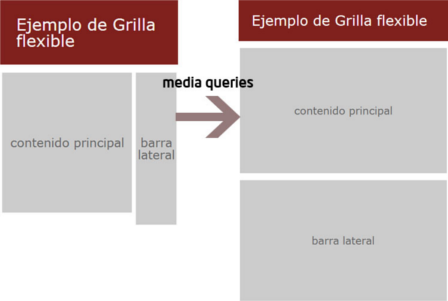 Ejemplo de Grilla
flexible
contenido principal
barra
lateral
media queries
Ejemplo de Grilla flexible
contenido principal
barra lateral